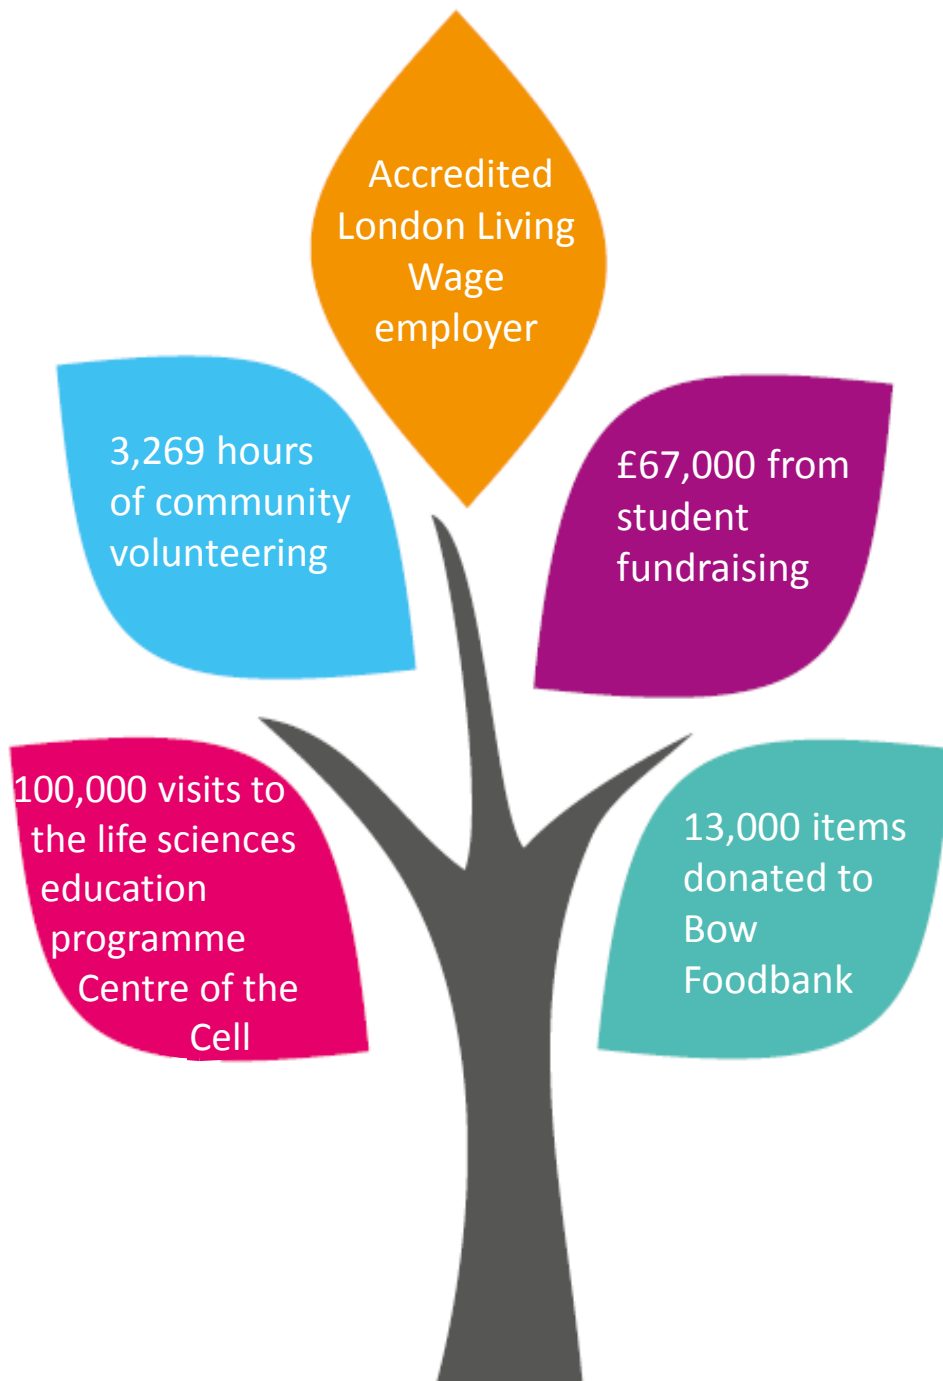 Accredited
London Living
Wage
employer
3,269 hours
of community
volunteering
£67,000 from
student
fundraising
100,000 visits to
the life sciences
education
programme
Centre of the
Cell
13,000 items
donated to
Bow
Foodbank